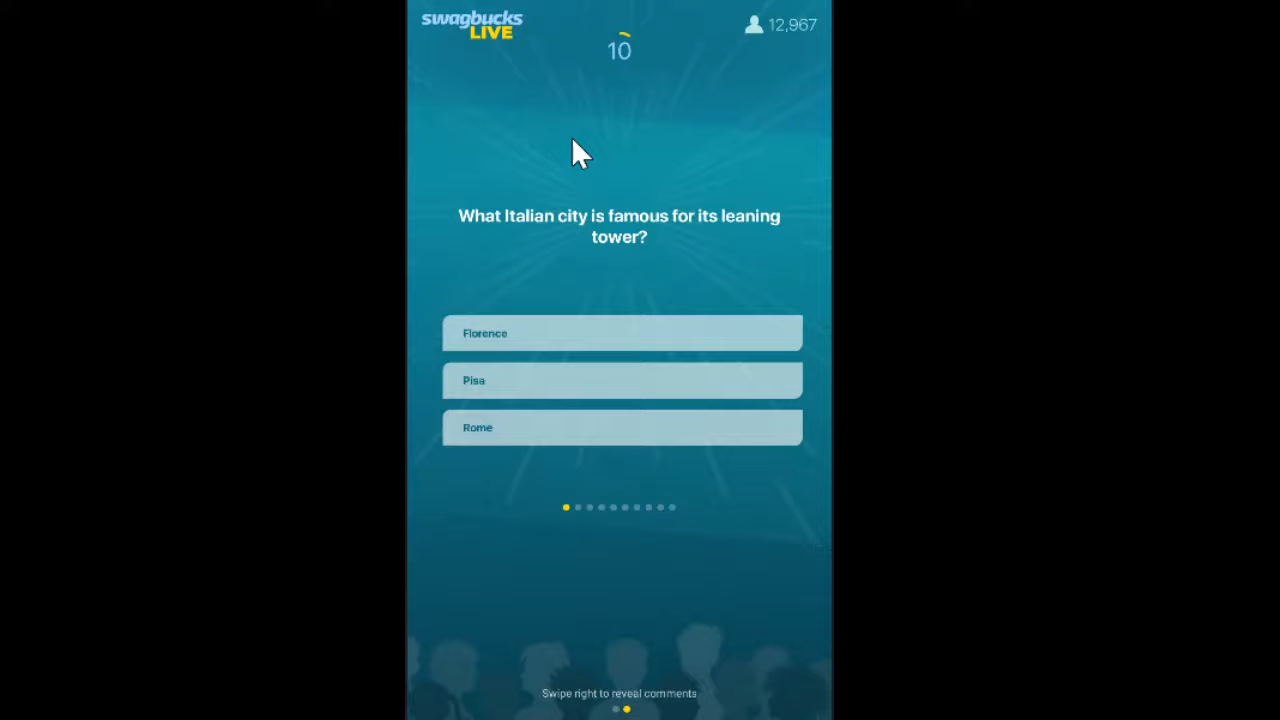 swagbucks
LIVE
12,967
10
What Italian city is famous for its leaning
tower?
Florence
Pisa
Rome
Swipe right to reveal comments